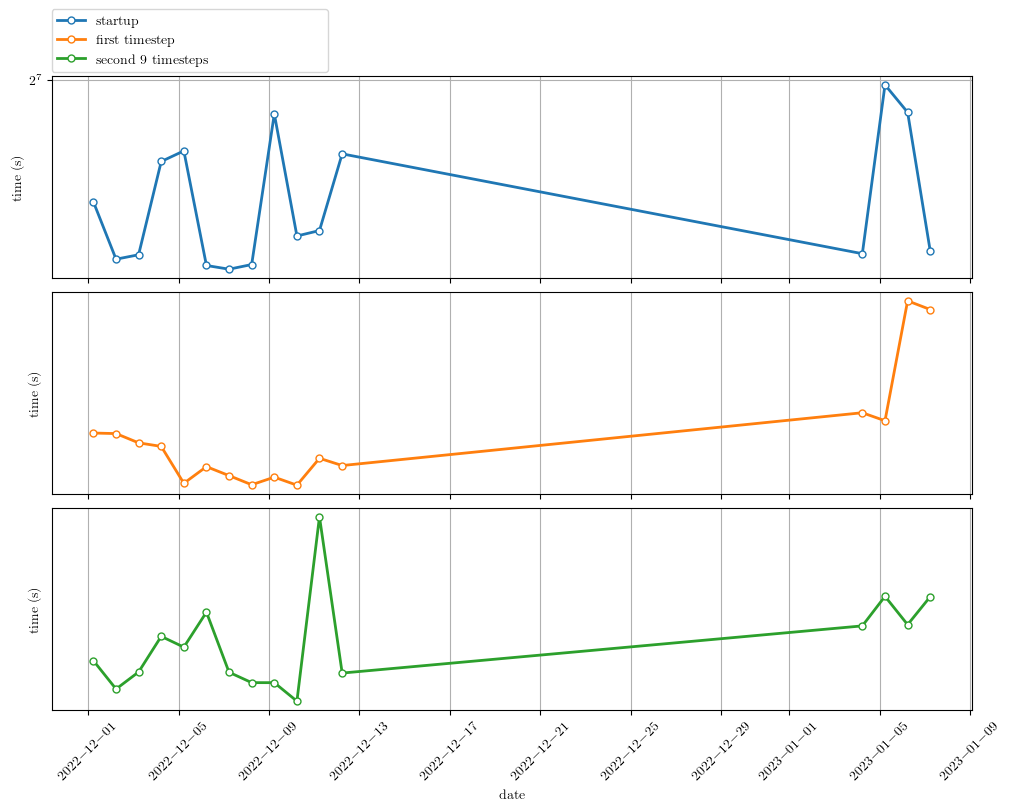 startup
first timestep
second 9 timesteps
2⁷
time (s)
time (s)
time (s)
2022−12−01
2022−12−05
2022−12−09
2022−12−13
2022−12−17
2022−12−21
2022−12−25
2022−12−29
2023−01−01
2023−01−05
2023−01−09
date